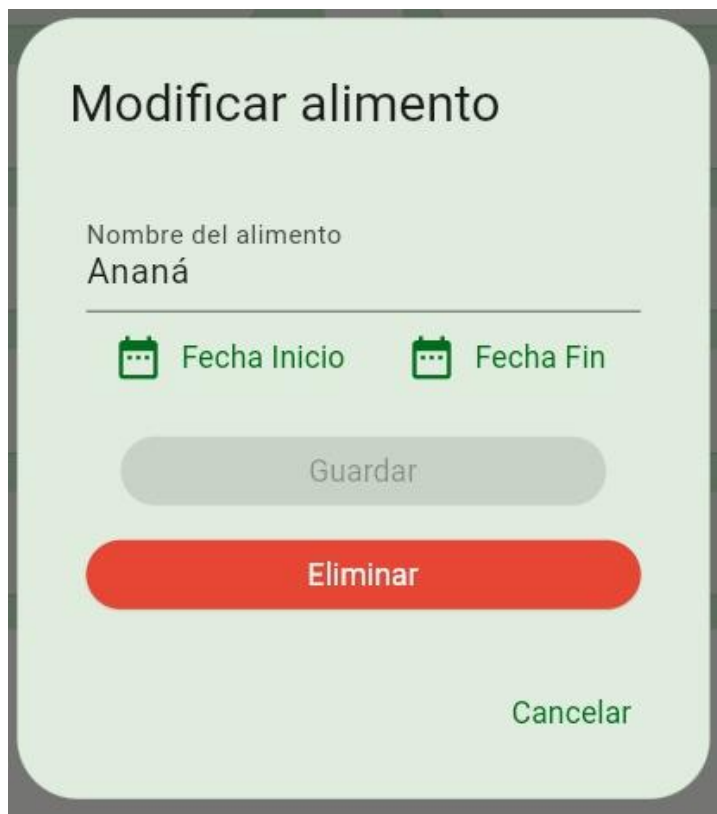 Modificar alimento
Nombre del alimento
Ananá
Fecha Inicio Fecha Fin
Guardar
Eliminar
Cancelar